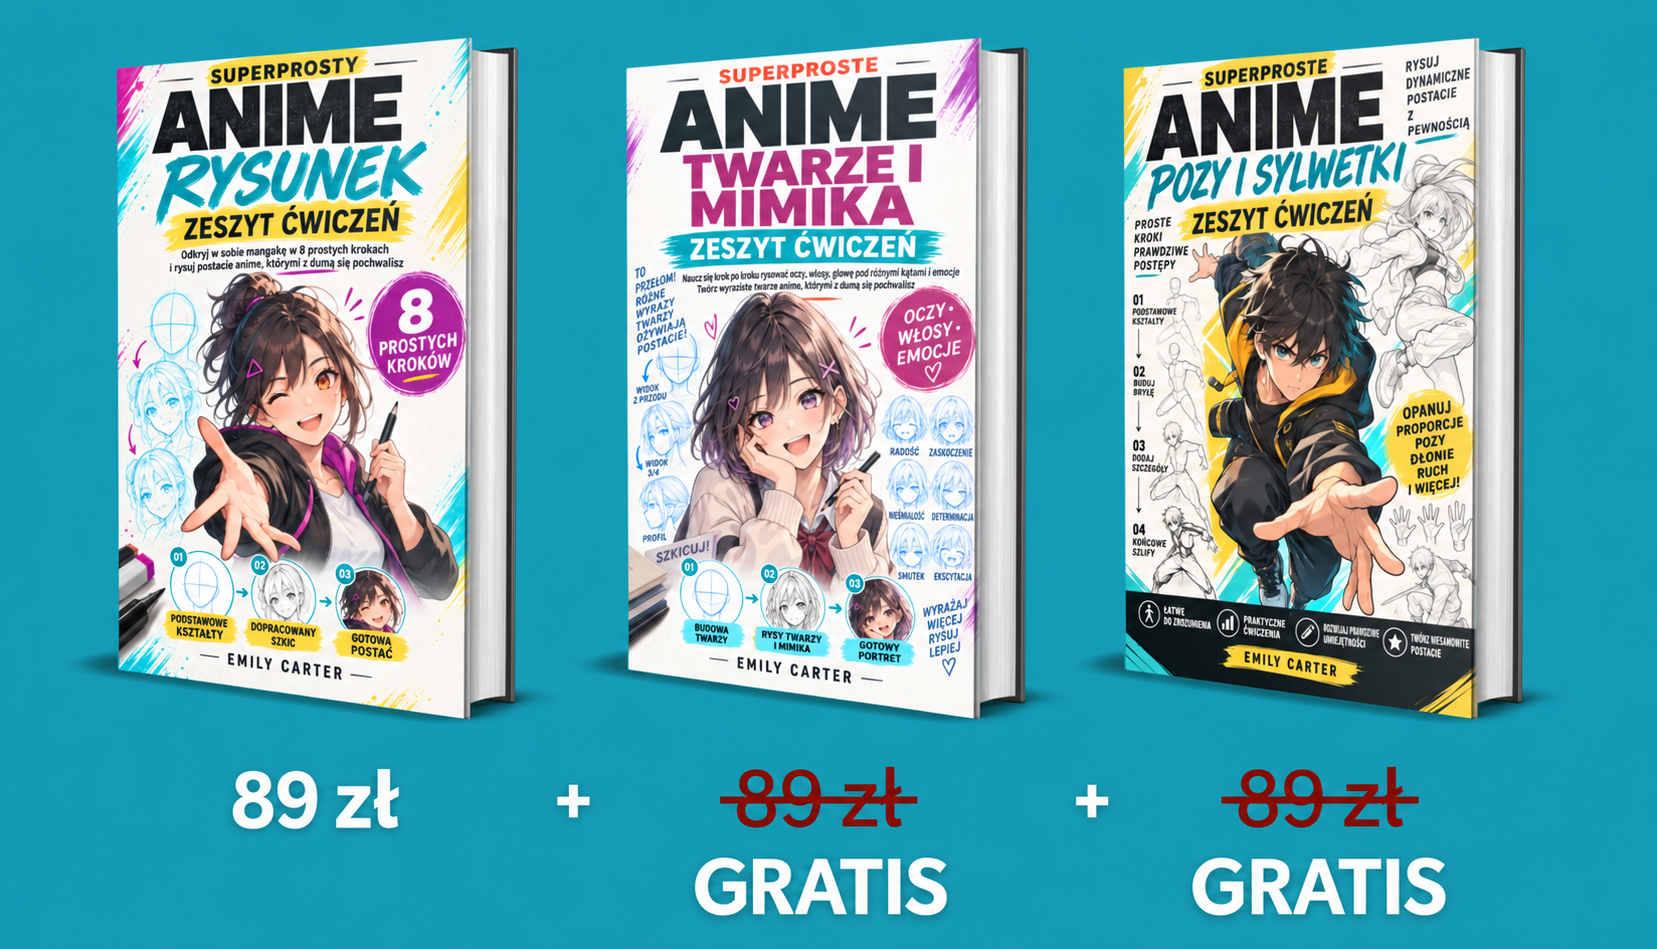 SUPERPROSTY
ANIME
RYSUNEK
ZESZYT ĆWICZEŃ
Odkryj w sobie mangakę w 8 prostych krokach
i rysuj postacie anime, którymi z dumą się pochwalisz
8
PROSTYCH
KROKÓW
01
PODSTAWOWE
KSZTAŁTY
02
DOPRACOWANY
SZKIC
03
GOTOWA
POSTAĆ
EMILY CARTER
SUPERPROSTE
ANIME
TWARZE I
MIMIKA
ZESZYT ĆWICZEŃ
Naucz się krok po kroku rysować oczy, włosy, głowę pod różnymi kątami i emocje
Twórz wyraziste twarze anime, którymi z dumą się pochwalisz
TO
PRZEŁOM!
RÓŻNE
WYRAZY
TWARZY
OŻYWIAJĄ
POSTACIE!
WIDOK
Z PRZODU
WIDOK
3/4
PROFIL
OCZY •
WŁOSY •
EMOCJE
RADOŚĆ
ZASKOCZENIE
NIEŚMIAŁOŚĆ
DETERMINACJA
SMUTEK
EKSCYTACJA
SZKICUJ!
01
BUDOWA
TWARZY
02
RYSY TWARZY
I MIMIKA
03
GOTOWY
PORTRET
WYRAŻAJ
WIĘCEJ
RYSUJ
LEPIEJ
EMILY CARTER
SUPERPROSTE
ANIME
POZY I SYLWETKI
ZESZYT ĆWICZEŃ
RYSUJ
DYNAMICZNE
POSTACIE
Z
PEWNOŚCIĄ
PROSTE
KROKI
PRAWDZIWE
POSTĘPY
01
PODSTAWOWE
KSZTAŁTY
02
BUDUJ
BRYŁĘ
03
DODAJ
SZCZEGÓŁY
04
KOŃCOWE
SZLIFY
OPANUJ
PROPORCJE
POZY
DŁONIE
RUCH
I WIĘCEJ!
ŁATWE
DO ZROZUMIENIA
PRAKTYCZNE
ĆWICZENIA
ROZWIJAJ PRAWDZIWE
UMIEJĘTNOŚCI
TWÓRZ NIESAMOWITE
POSTACIE
EMILY CARTER
89 zł
+
89 zł
GRATIS
+
89 zł
GRATIS